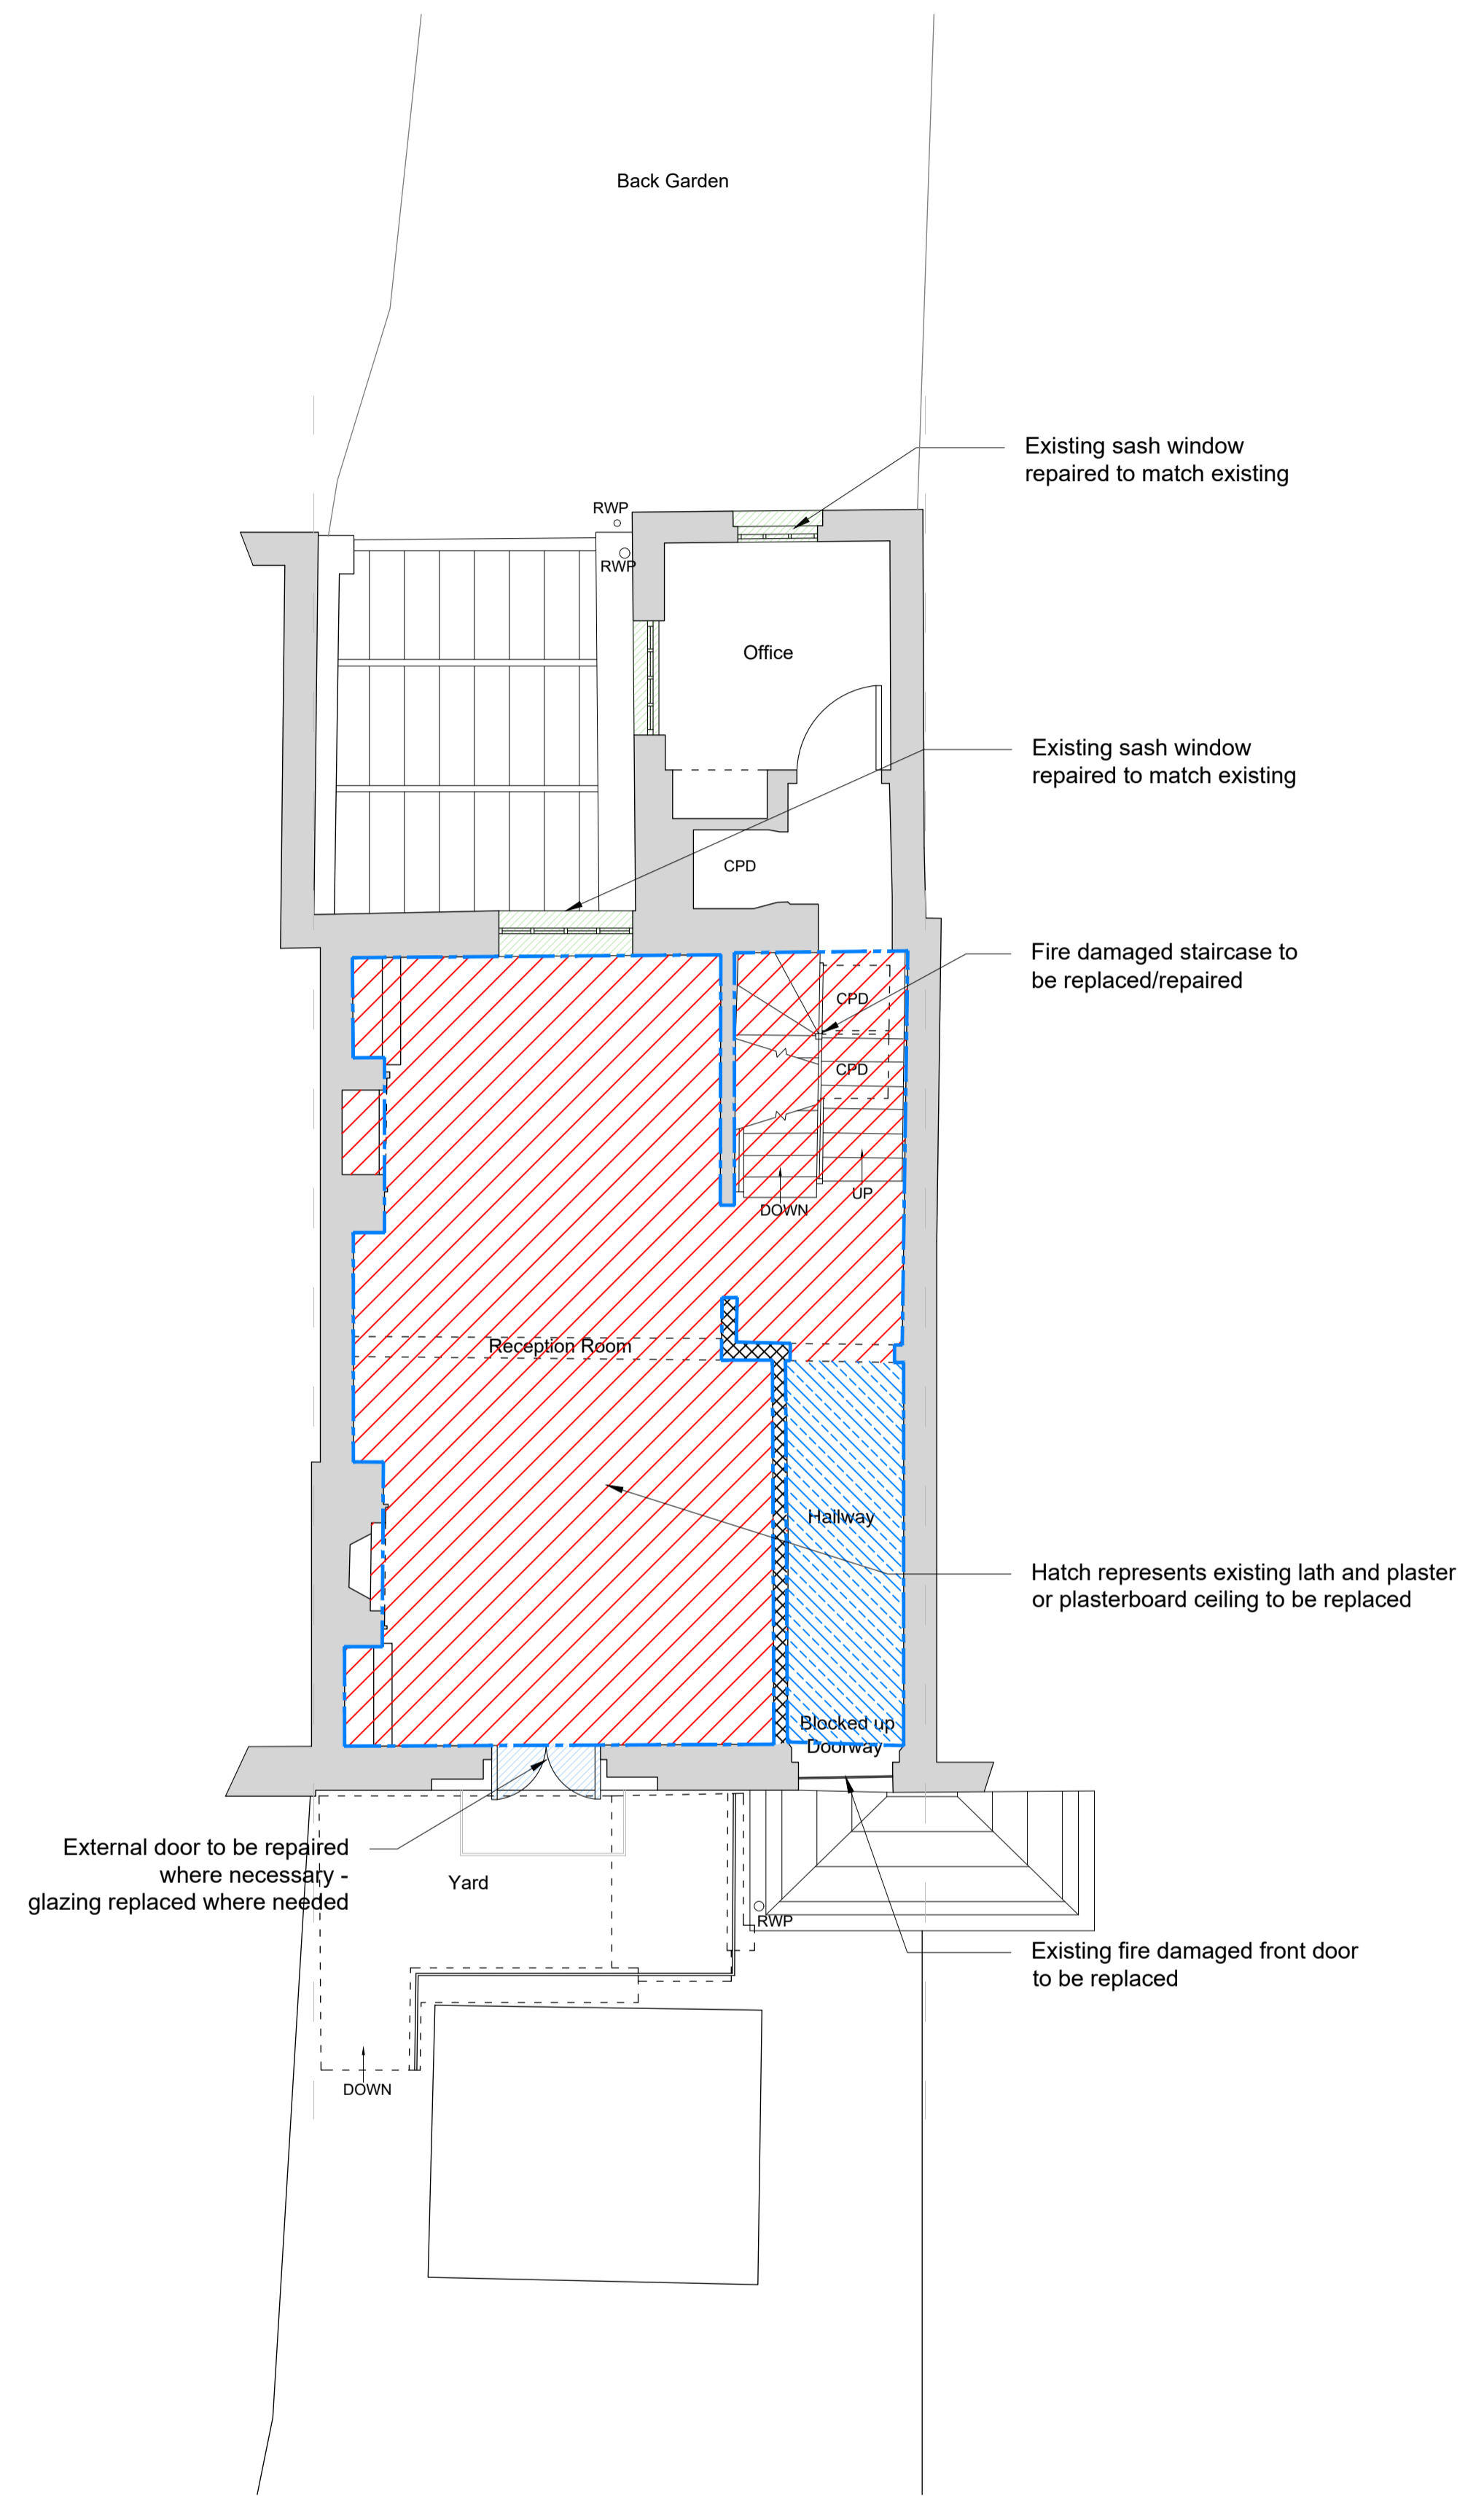 Back Garden
Existing sash window
repaired to match existing
RWP
RWP
Office
Existing sash window
repaired to match existing
CPD
Fire damaged staircase to
be replaced/repaired
CPD
CPD
UP
DOWN
Reception Room
Hallway
Hatch represents existing lath and plaster
or plasterboard ceiling to be replaced
Blocked up
Doorway
External door to be repaired
where necessary -
glazing replaced where needed
Yard
RWP
Existing fire damaged front door
to be replaced
DOWN